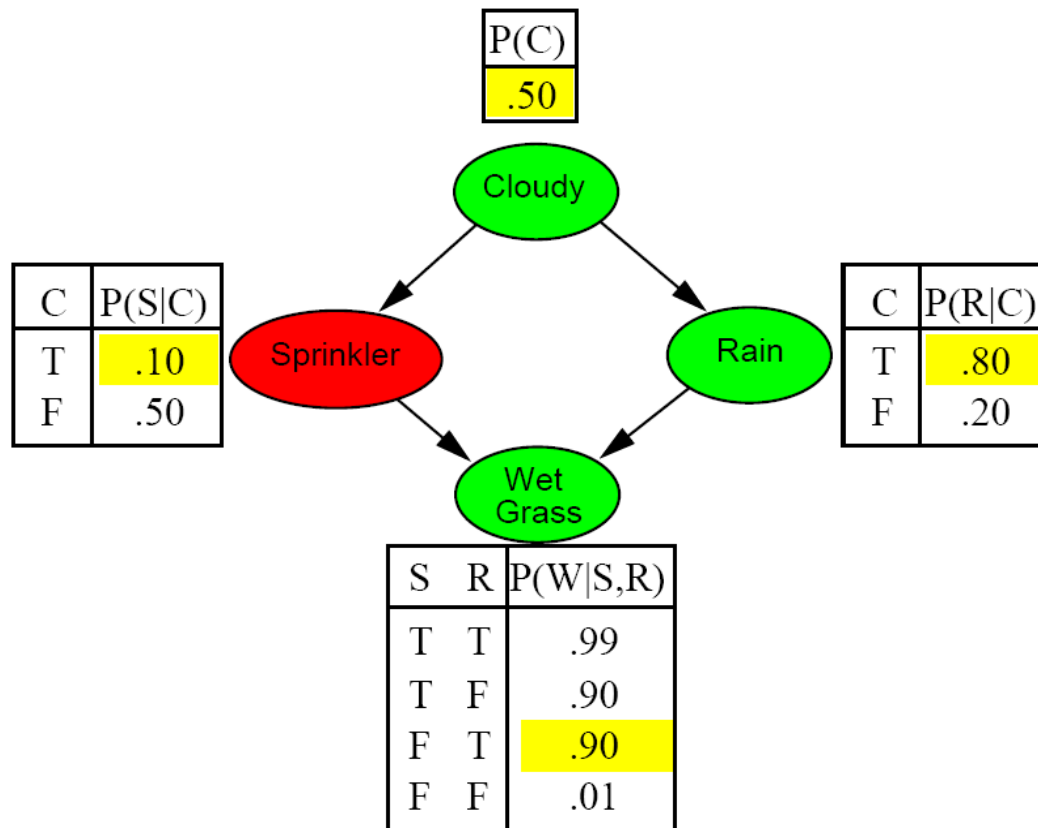 P(C)
.50
Cloudy
C P(S|C)
T .10
F .50
Sprinkler
Rain
C P(R|C)
T .80
F .20
Wet
Grass
S R P(W|S,R)
T T .99
T F .90
F T .90
F F .01